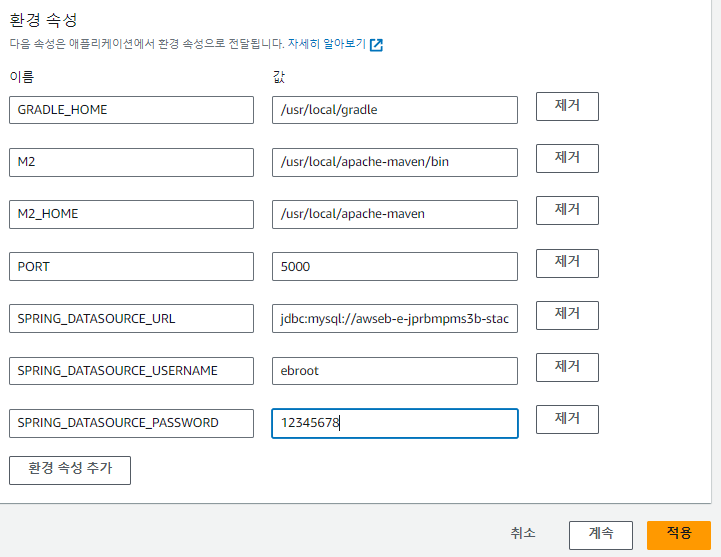 환경 속성
다음 속성은 애플리케이션에서 환경 속성으로 전달됩니다. 자세히 알아보기
이름 값
GRADLE_HOME /usr/local/gradle 제거
M2 /usr/local/apache-maven/bin 제거
M2_HOME /usr/local/apache-maven 제거
PORT 5000 제거
SPRING_DATASOURCE_URL jdbc:mysql://awseb-e-jprbmpms3b-stac 제거
SPRING_DATASOURCE_USERNAME ebroot 제거
SPRING_DATASOURCE_PASSWORD 12345678 제거
환경 속성 추가
취소 계속 적용